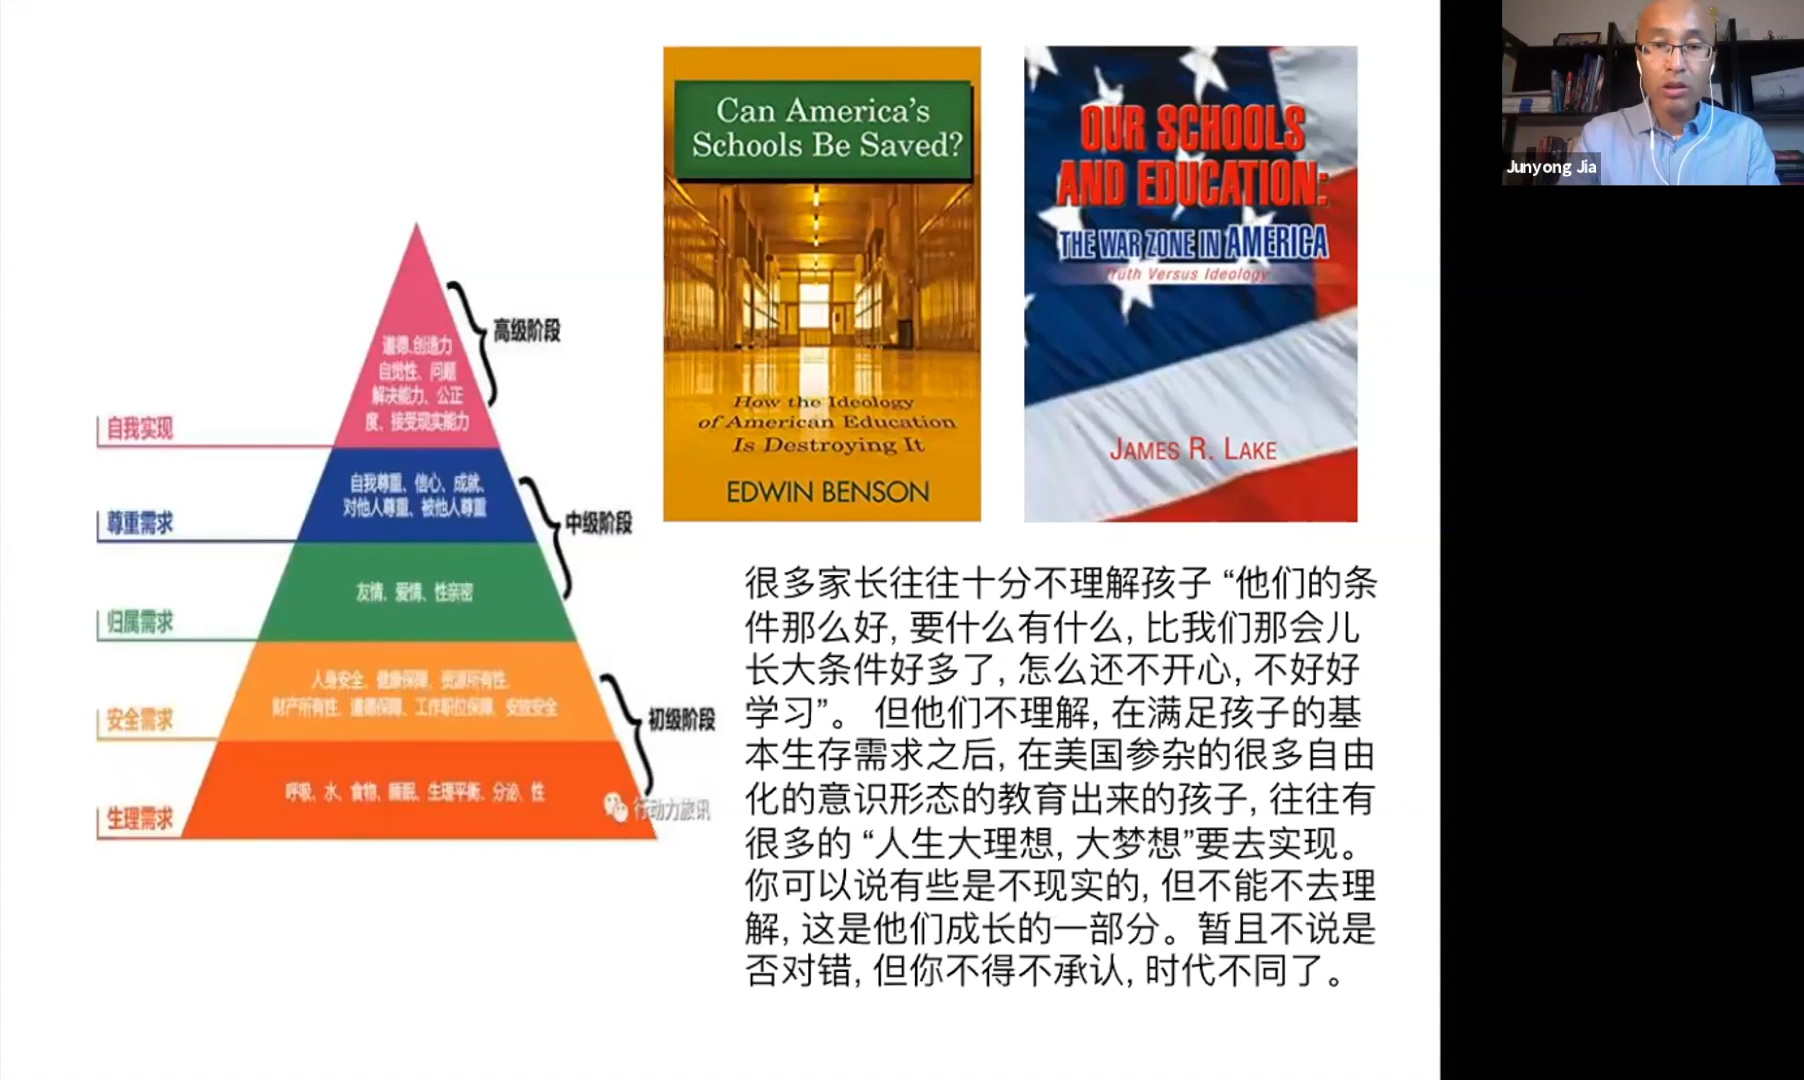 Can America's
Schools Be Saved?
How the Ideology
of American Education
Is Destroying It
EDWIN BENSON
OUR SCHOOLS
AND EDUCATION:
THE WAR ZONE IN AMERICA
Truth Versus Ideology
JAMES R. LAKE
Junyong Jia
高级阶段
道德、创造力
自觉性、问题
解决能力、公正
度、接受现实能力
自我实现
自我尊重、信心、成就、
对他人尊重、被他人尊重
中级阶段
尊重需求
友情、爱情、性亲密
归属需求
人身安全、健康保障、资源所有性、
财产所有性、道德保障、工作职位保障、家庭安全
初级阶段
安全需求
呼吸、水、食物、睡眠、生理平衡、分泌、性
行动力旅讯
生理需求
很多家长往往十分不理解孩子 “他们的条
件那么好, 要什么有什么, 比我们那会儿
长大条件好多了, 怎么还不开心, 不好好
学习”。 但他们不理解, 在满足孩子的基
本生存需求之后, 在美国参杂的很多自由
化的意识形态的教育出来的孩子, 往往有
很多的 “人生大理想, 大梦想”要去实现。
你可以说有些是不现实的, 但不能不去理
解, 这是他们成长的一部分。暂且不说是
否对错, 但你不得不承认, 时代不同了。